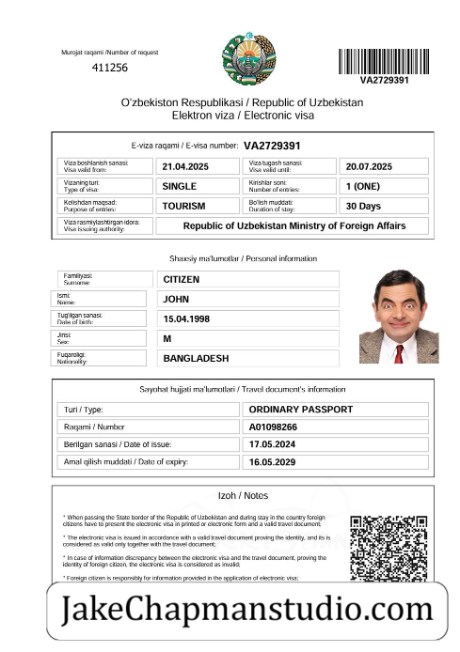 Murojat raqami /Number of request
411256
VA2729391
O'zbekiston Respublikasi / Republic of Uzbekistan
Elektron viza / Electronic visa
E-viza raqami / E-visa number: VA2729391
Viza boshlanish sanasi:
Visa valid from:
21.04.2025
Viza tugash sanasi:
Visa valid until:
20.07.2025
Vizaning turi:
Type of visa:
SINGLE
Kirishlar soni:
Number of entries:
1 (ONE)
Kelishdan maqsad:
Purpose of entries:
TOURISM
Bo'lish muddati:
Duration of stay:
30 Days
Viza rasmiylashtirgan idora:
Visa issuing authority:
Republic of Uzbekistan Ministry of Foreign Affairs
Shaxsiy ma'lumotlar / Personal information
Familiyasi:
Surname:
CITIZEN
Ismi:
Name:
JOHN
Tug'ilgan sanasi:
Date of birth:
15.04.1998
Jinsi:
Sex:
M
Fuqaroligi:
Nationality:
BANGLADESH
Sayohat hujjati ma'lumotlari / Travel document's information
Turi / Type:
ORDINARY PASSPORT
Raqami / Number
A01098266
Berilgan sanasi / Date of issue:
17.05.2024
Amal qilish muddati / Date of expiry:
16.05.2029
Izoh / Notes
* When passing the State border of the Republic of Uzbekistan and during stay in the country foreign
citizens have to present the electronic visa in printed or electronic form and a valid travel document;
* The electronic visa is issued in accordance with a valid travel document proving the identity, and its is
considered as valid only together with the travel document;
* In case of information discrepancy between the electronic visa and the travel document, proving the
identity of foreign citizen, the electronic visa is considered as invalid;
* Foreign citizen is responsibly for information provided in the application of electronic visa;
JakeChapmanstudio.com